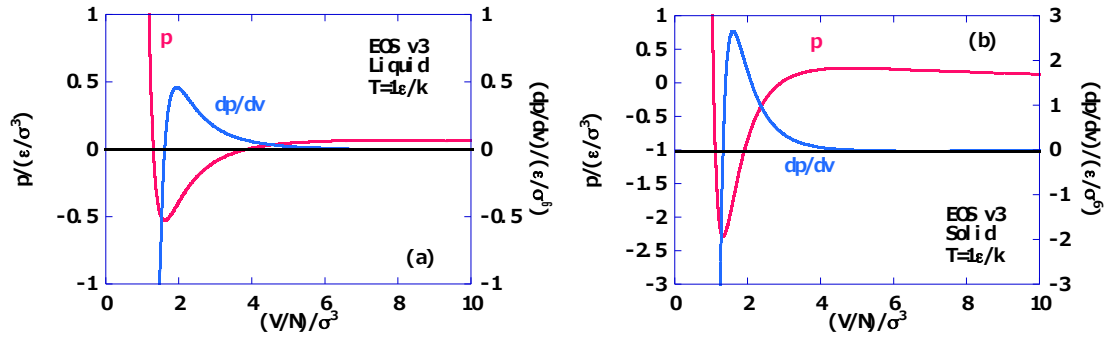 1
0.5
0
-0.5
-1
p/(ε/σ³)
p
dp/dv
EOS v3
Liquid
T=1ε/k
(a)
1
0.5
0
-0.5
-1
(dp/dv)/(ε/σ⁶)
0 2 4 6 8 10
(V/N)/σ³
1
0.5
0
-0.5
-1
-1.5
-2
-2.5
-3
p/(ε/σ³)
p
(b)
dp/dv
EOS v3
Solid
T=1ε/k
3
2
1
0
-1
-2
-3
(dp/dv)/(ε/σ⁶)
0 2 4 6 8 10
(V/N)/σ³